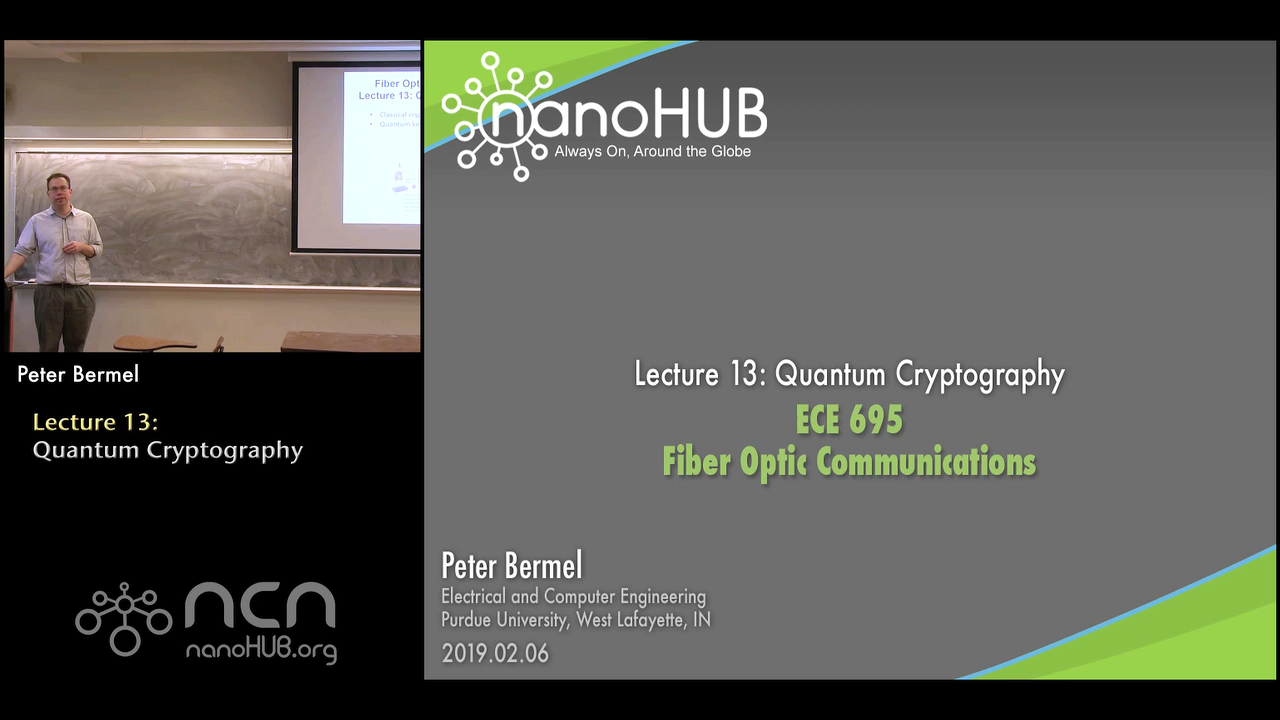 Fiber Opt
Lecture 13: Q
Classical cry
Quantum ke
Peter Bermel
Lecture 13:
Quantum Cryptography
ncn
nanoHUB.org
nanoHUB
Always On, Around the Globe
Lecture 13: Quantum Cryptography
ECE 695
Fiber Optic Communications
Peter Bermel
Electrical and Computer Engineering
Purdue University, West Lafayette, IN
2019.02.06